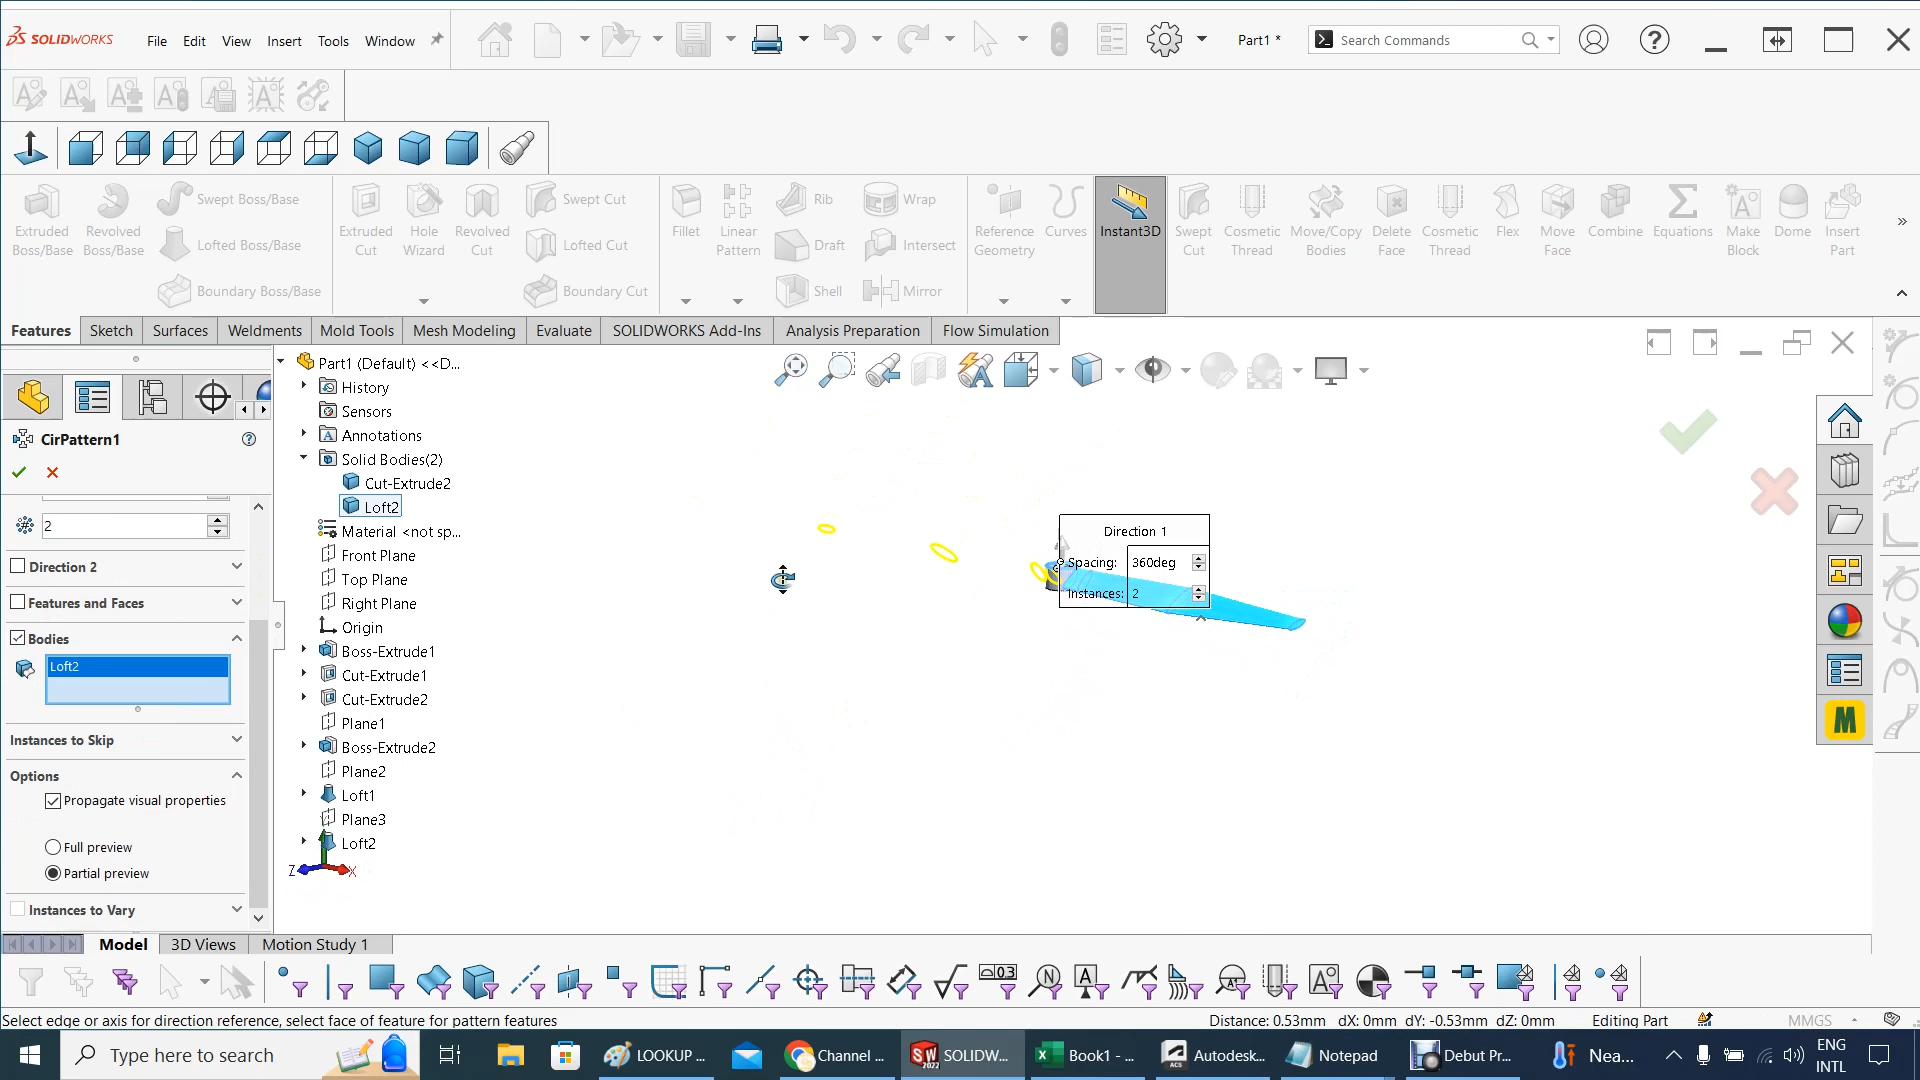 SOLIDWORKS File Edit View Insert Tools Window Part1 * Search Commands
Extruded Boss/Base Revolved Boss/Base Swept Boss/Base Lofted Boss/Base Boundary Boss/Base
Extruded Cut Hole Wizard Revolved Cut Swept Cut Lofted Cut Boundary Cut
Fillet Linear Pattern Rib Draft Shell Wrap Intersect Mirror
Reference Geometry Curves Instant3D Swept Cut Cosmetic Thread Move/Copy Bodies Delete Face Cosmetic Thread Flex Move Face Combine Equations Make Block Dome Insert Part
Features Sketch Surfaces Weldments Mold Tools Mesh Modeling Evaluate SOLIDWORKS Add-Ins Analysis Preparation Flow Simulation
CirPattern1
2
Direction 2
Features and Faces
Bodies
Loft2
Instances to Skip
Options
Propagate visual properties
Full preview
Partial preview
Instances to Vary
Part1 (Default) <<D...
History
Sensors
Annotations
Solid Bodies(2)
Cut-Extrude2
Loft2
Material <not sp...
Front Plane
Top Plane
Right Plane
Origin
Boss-Extrude1
Cut-Extrude1
Cut-Extrude2
Plane1
Boss-Extrude2
Plane2
Loft1
Plane3
Loft2
Z X
Direction 1
Spacing: 360deg
Instances: 2
M
Model 3D Views Motion Study 1
Select edge or axis for direction reference, select face of feature for pattern features Distance: 0.53mm dX: 0mm dY: -0.53mm dZ: 0mm Editing Part MMGS
Type here to search LOOKUP ... Channel ... SOLIDW... Book1 - ... Autodesk... Notepad Debut Pr... Nea... ENG INTL